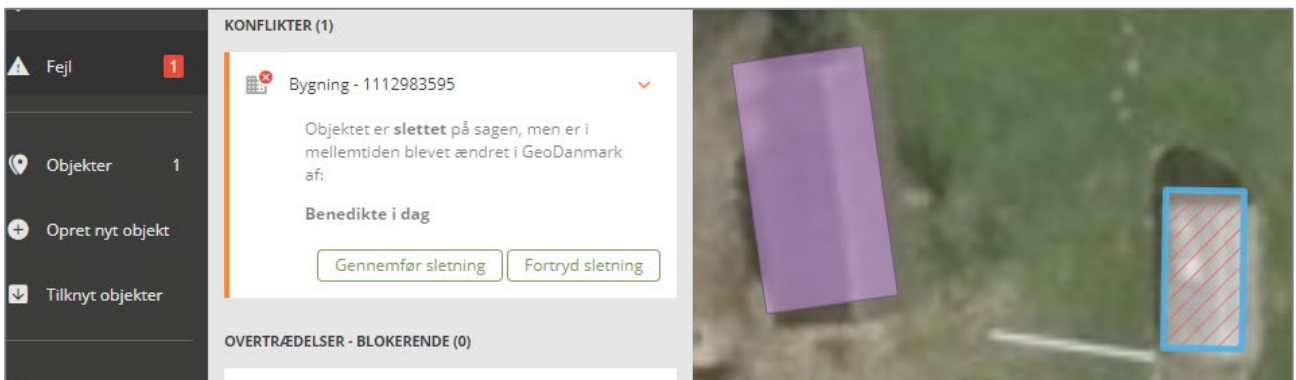 Fejl 1
Objekter 1
Opret nyt objekt
Tilknyt objekter
KONFLIKTER (1)
Bygning - 1112983595
Objektet er slettet på sagen, men er i
mellemtiden blevet ændret i GeoDanmark
af:
Benedikte i dag
Gennemfør sletning Fortryd sletning
OVERTRÆDELSER - BLOKERENDE (0)